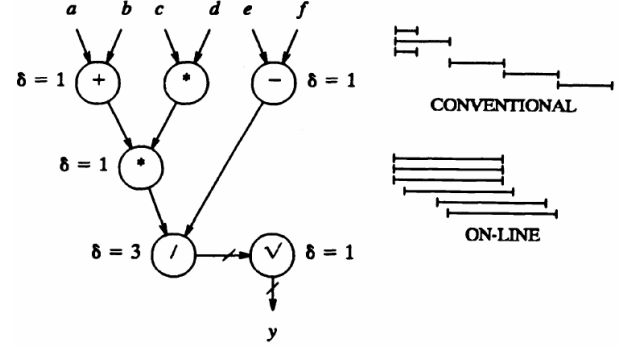 a b c d e f
δ = 1 + * − δ = 1
CONVENTIONAL
δ = 1 *
δ = 3 / √ δ = 1
ON-LINE
y